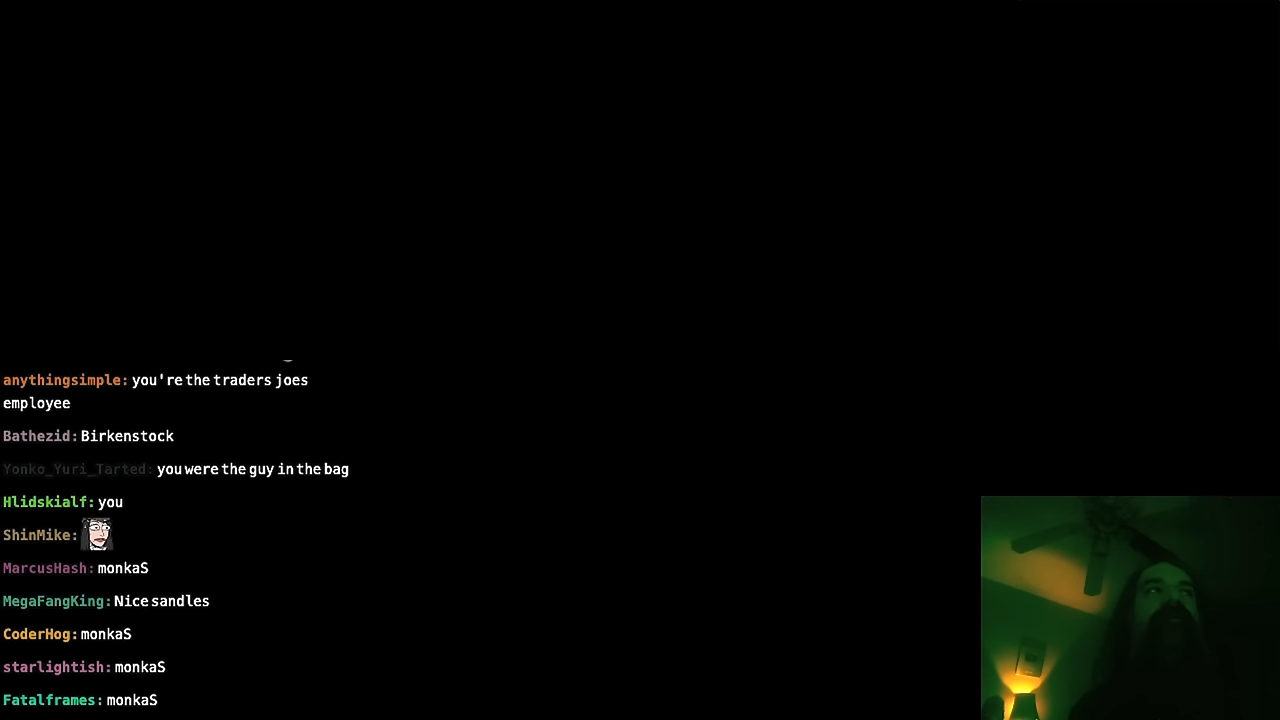 anythingsimple: you're the traders joes
employee
Bathezid: Birkenstock
Yonko_Yuri_Tarted: you were the guy in the bag
Hlidskialf: you
ShinMike:
MarcusHash: monkaS
MegaFangKing: Nice sandles
CoderHog: monkaS
starlightish: monkaS
Fatalframes: monkaS